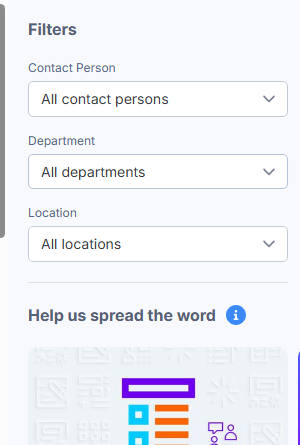 Filters
Contact Person
All contact persons
Department
All departments
Location
All locations
Help us spread the word